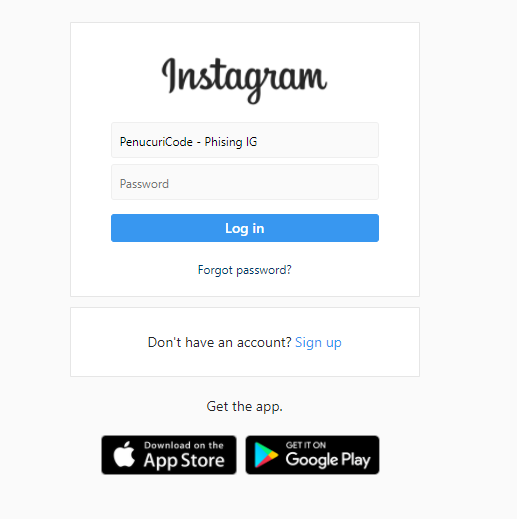 Instagram
PenucuriCode - Phising IG
Password
Log in
Forgot password?
Don't have an account? Sign up
Get the app.
Download on the
App Store
GET IT ON
Google Play